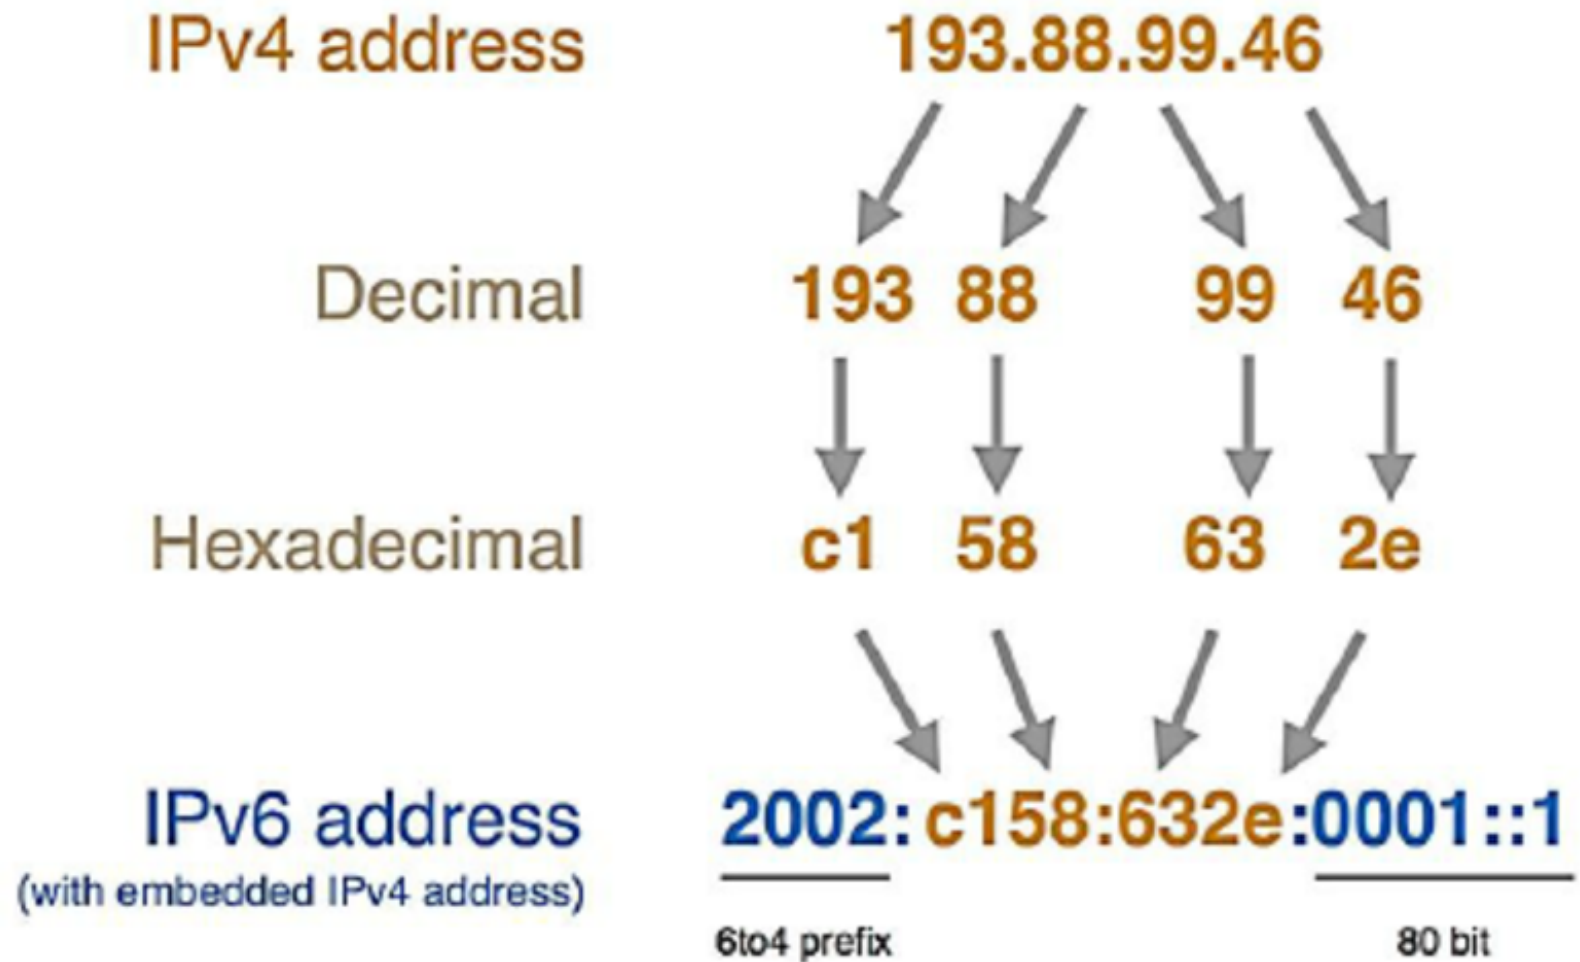 IPv4 address 193.88.99.46
Decimal 193 88 99 46
Hexadecimal c1 58 63 2e
IPv6 address 2002:c158:632e:0001::1
(with embedded IPv4 address)
6to4 prefix 80 bit